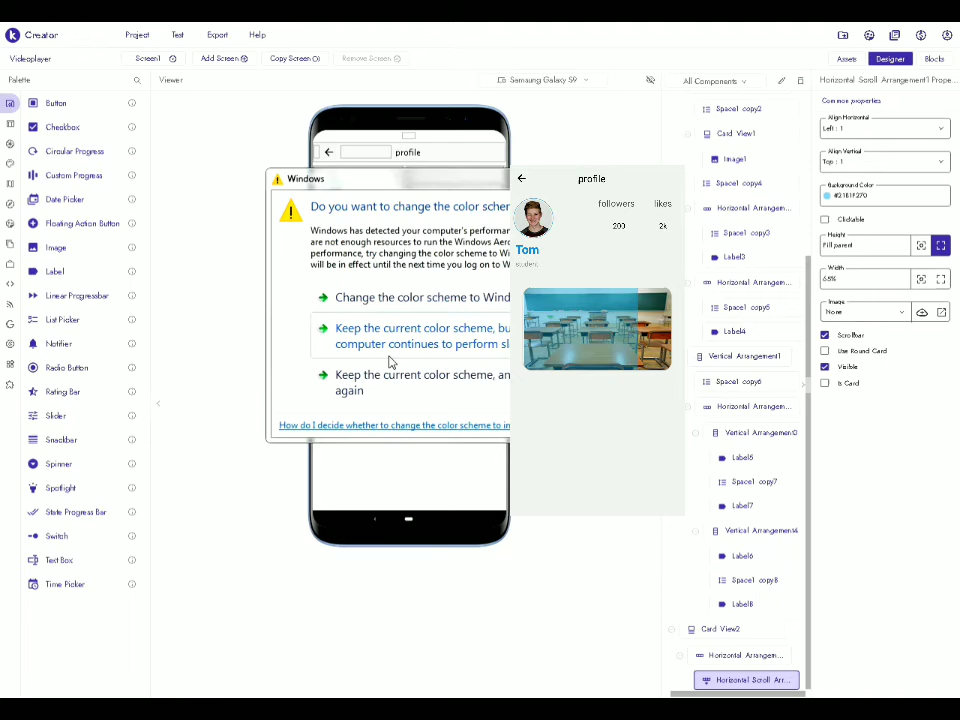 Creator
Project
Test
Export
Help
Videoplayer
Screen1
Add Screen
Copy Screen
Remove Screen
Assets
Designer
Blocks
Palette
Viewer
Samsung Galaxy S9
All Components
Horizontal Scroll Arrangement1 Prope...
Button
Checkbox
Circular Progress
Custom Progress
Date Picker
Floating Action Button
Image
Label
Linear Progressbar
List Picker
Notifier
Radio Button
Rating Bar
Slider
Snackbar
Spinner
Spotlight
State Progress Bar
Switch
Text Box
Time Picker
profile
Windows
Do you want to change the color scher
Windows has detected your computer's performa
are not enough resources to run the Windows Aero
performance, try changing the color scheme to W
will be in effect until the next time you log on to W
Change the color scheme to Wind
Keep the current color scheme, bu
computer continues to perform sl
Keep the current color scheme, an
again
How do I decide whether to change the color scheme to in
profile
followers
likes
200
2k
Tom
student
Space1 copy2
Card View1
Image1
Space1 copy4
Horizontal Arrangem...
Space1 copy3
Label3
Horizontal Arrangem...
Space1 copy5
Label4
Vertical Arrangement1
Space1 copy6
Horizontal Arrangem...
Label5
Space1 copy7
Label7
Vertical Arrangement4
Label6
Space1 copy8
Label8
Card View2
Horizontal Arrangem...
Horizontal Scroll Arr...
Common properties
Align Horizontal
Left : 1
Align Vertical
Top : 1
Background Color
#2181F270
Clickable
Height
Fill parent
Width
65%
Image
None
Scrollbar
Use Round Card
Visible
Is Card